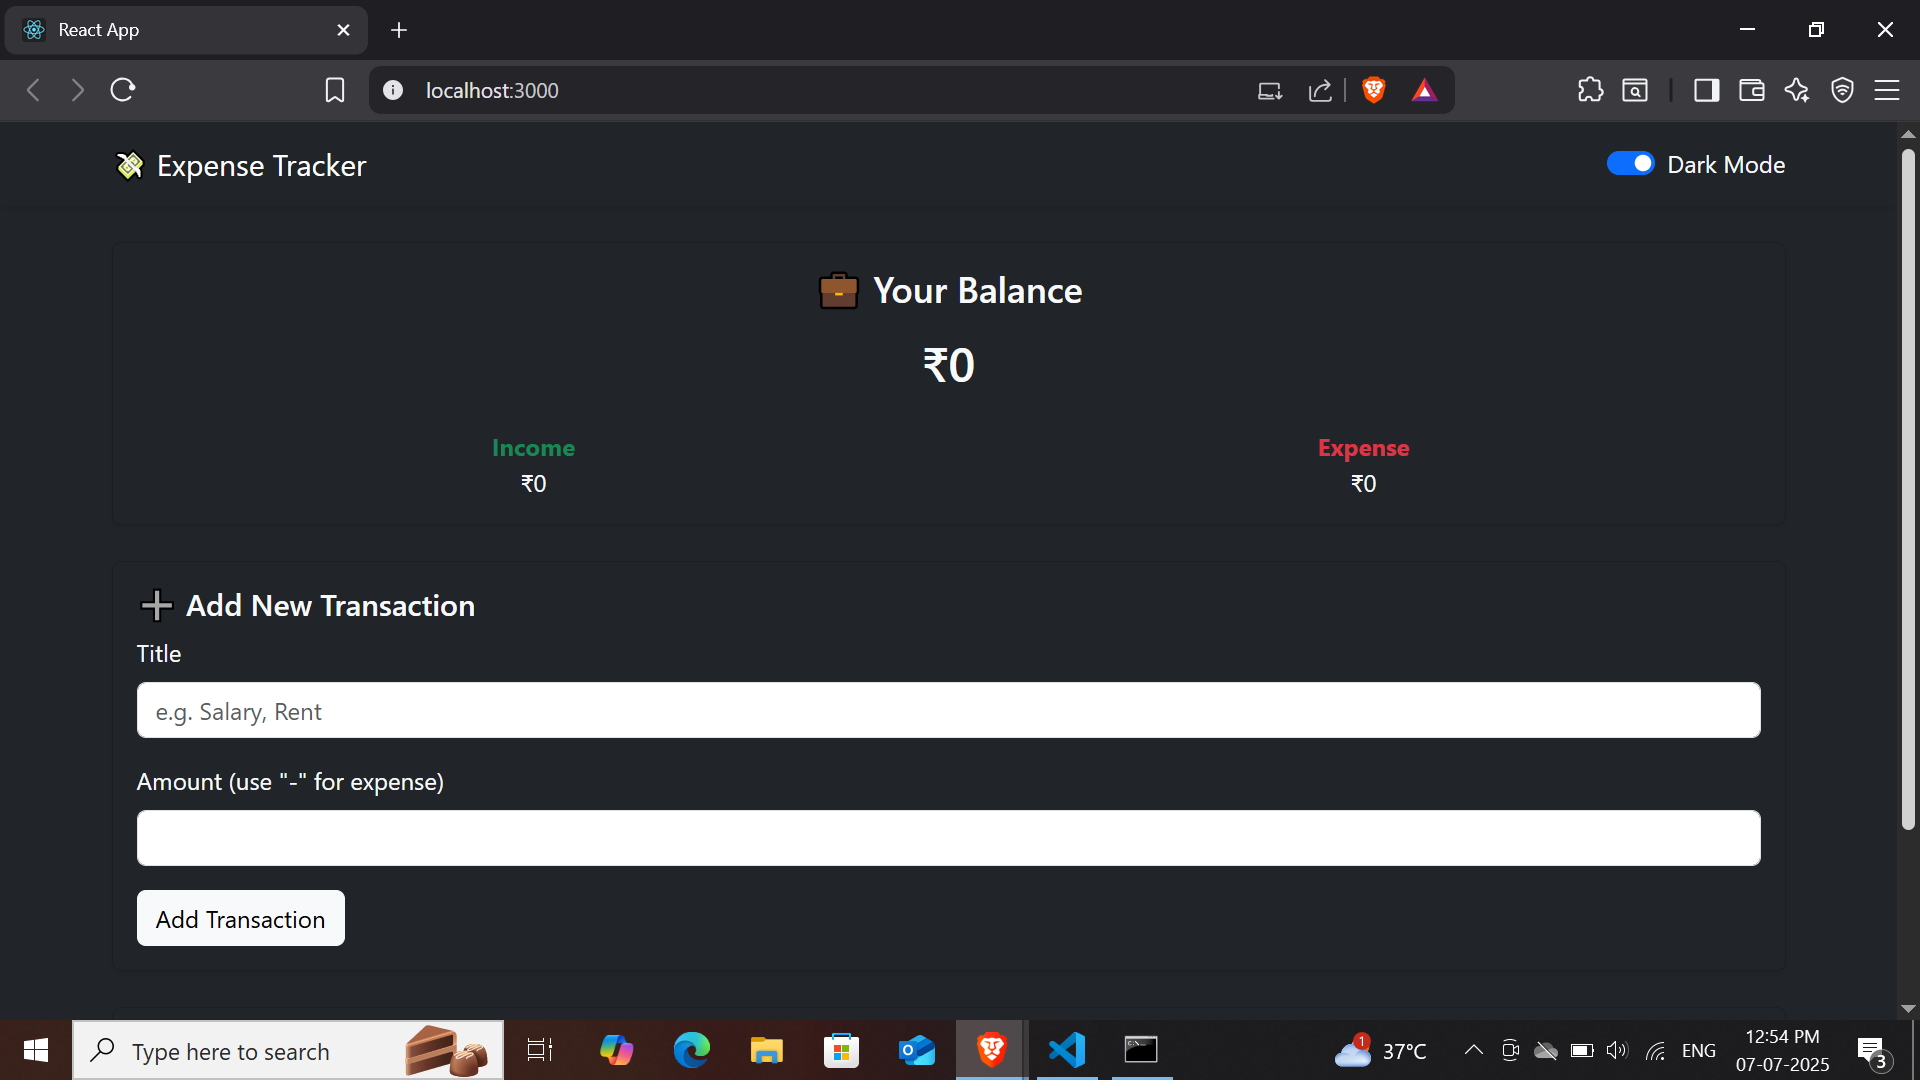 React App
localhost:3000
Expense Tracker
Dark Mode
Your Balance
₹0
Income
Expense
₹0
₹0
Add New Transaction
Title
e.g. Salary, Rent
Amount (use "-" for expense)
Add Transaction
Type here to search
1
37°C
ENG
12:54 PM
07-07-2025
3